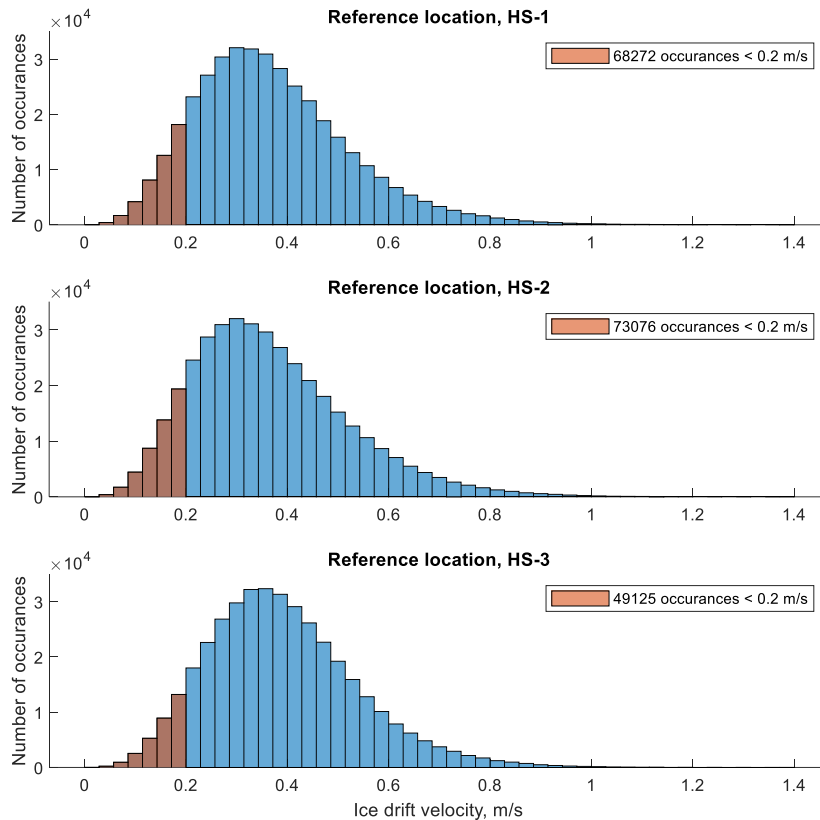 Reference location, HS-1
×10⁴
68272 occurances < 0.2 m/s
Number of occurances
3
2
1
0
0 0.2 0.4 0.6 0.8 1 1.2 1.4
Reference location, HS-2
×10⁴
73076 occurances < 0.2 m/s
Number of occurances
3
2
1
0
0 0.2 0.4 0.6 0.8 1 1.2 1.4
Reference location, HS-3
×10⁴
49125 occurances < 0.2 m/s
Number of occurances
3
2
1
0
0 0.2 0.4 0.6 0.8 1 1.2 1.4
Ice drift velocity, m/s